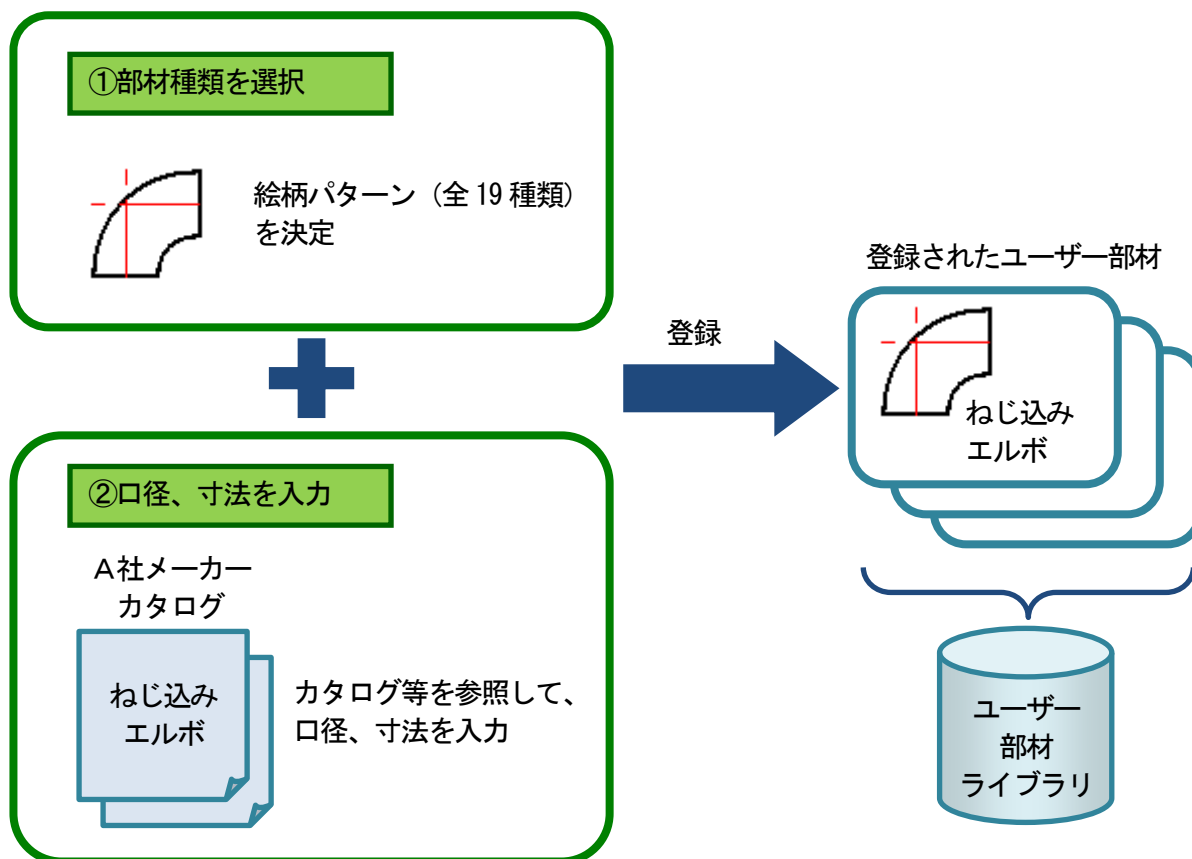 ①部材種類を選択
絵柄パターン（全 19 種類）
を決定
②口径、寸法を入力
Ａ社メーカー
カタログ
ねじ込み
エルボ
カタログ等を参照して、
口径、寸法を入力
登録
登録されたユーザー部材
ねじ込み
エルボ
ユーザー
部材
ライブラリ